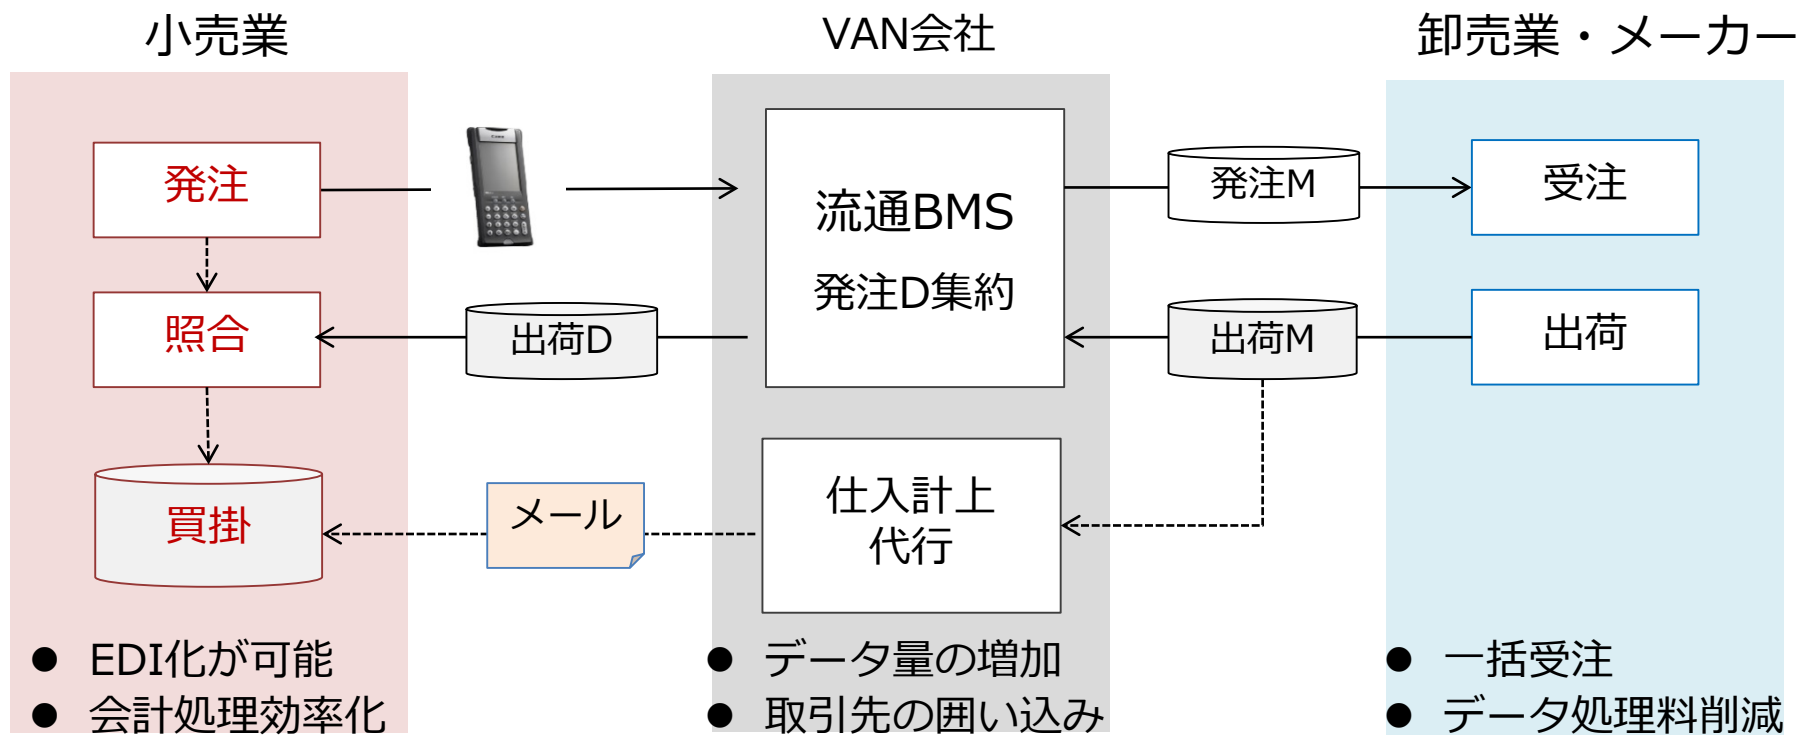 小売業
VAN会社
卸売業・メーカー
発注
流通BMS
発注D集約
発注M
受注
照合
出荷D
出荷M
出荷
買掛
メール
仕入計上
代行
● EDI化が可能
● 会計処理効率化
● データ量の増加
● 取引先の囲い込み
● 一括受注
● データ処理料削減